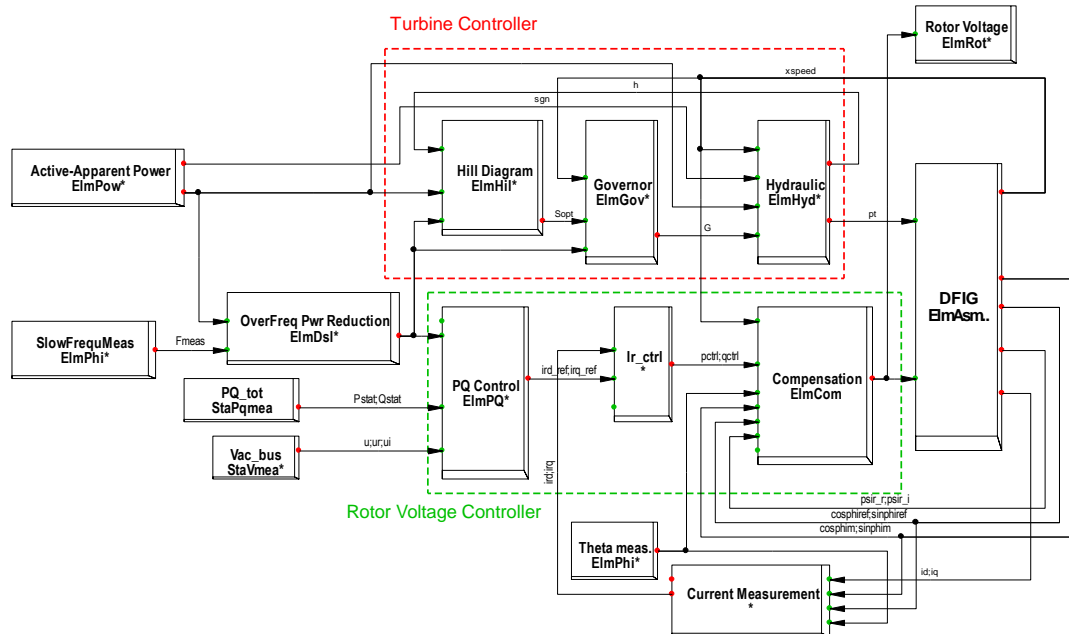 Turbine Controller
Rotor Voltage
ElmRot*
xspeed
h
sgn
Active-Apparent Power
ElmPow*
Hill Diagram
ElmHil*
Governor
ElmGov*
Hydraulic
ElmHyd*
Sopt
G
pt
DFIG
ElmAsm..
SlowFrequMeas
ElmPhi*
Fmeas
OverFreq Pwr Reduction
ElmDsl*
PQ Control
ElmPQ*
ird_ref;irq_ref
Ir_ctrl
*
pctrl;qctrl
Compensation
ElmCom
PQ_tot
StaPqmea
Pstat;Qstat
Vac_bus
StaVmea*
u;ur;ui
ird;irq
Rotor Voltage Controller
psir_r;psir_i
cosphiref;sinphiref
cosphim;sinphim
Theta meas.
ElmPhi*
id;iq
Current Measurement
*